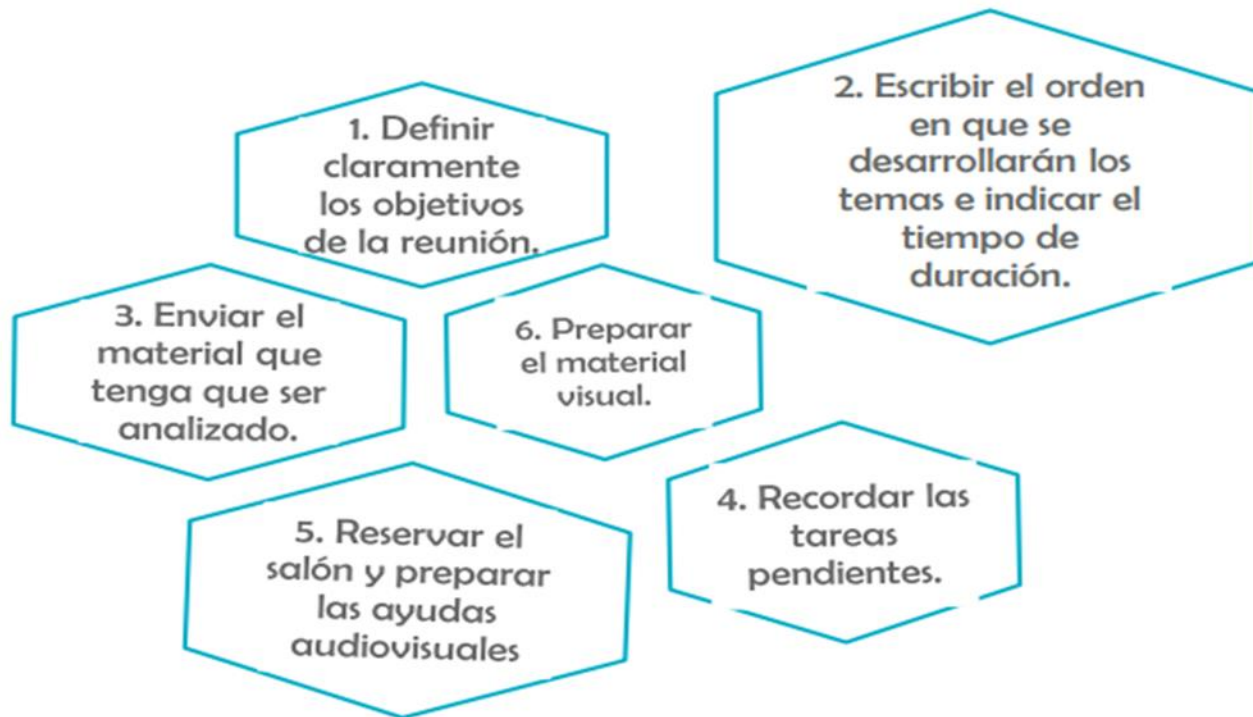 1. Definir
claramente
los objetivos
de la reunión.
2. Escribir el orden
en que se
desarrollarán los
temas e indicar el
tiempo de
duración.
3. Enviar el
material que
tenga que ser
analizado.
6. Preparar
el material
visual.
4. Recordar las
tareas
pendientes.
5. Reservar el
salón y preparar
las ayudas
audiovisuales